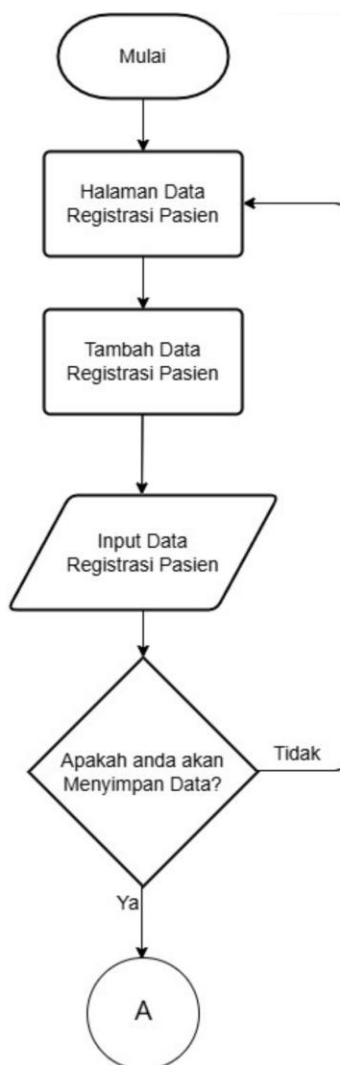 Mulai
Halaman Data
Registrasi Pasien
Tambah Data
Registrasi Pasien
Input Data
Registrasi Pasien
Apakah anda akan
Menyimpan Data?
Tidak
Ya
A